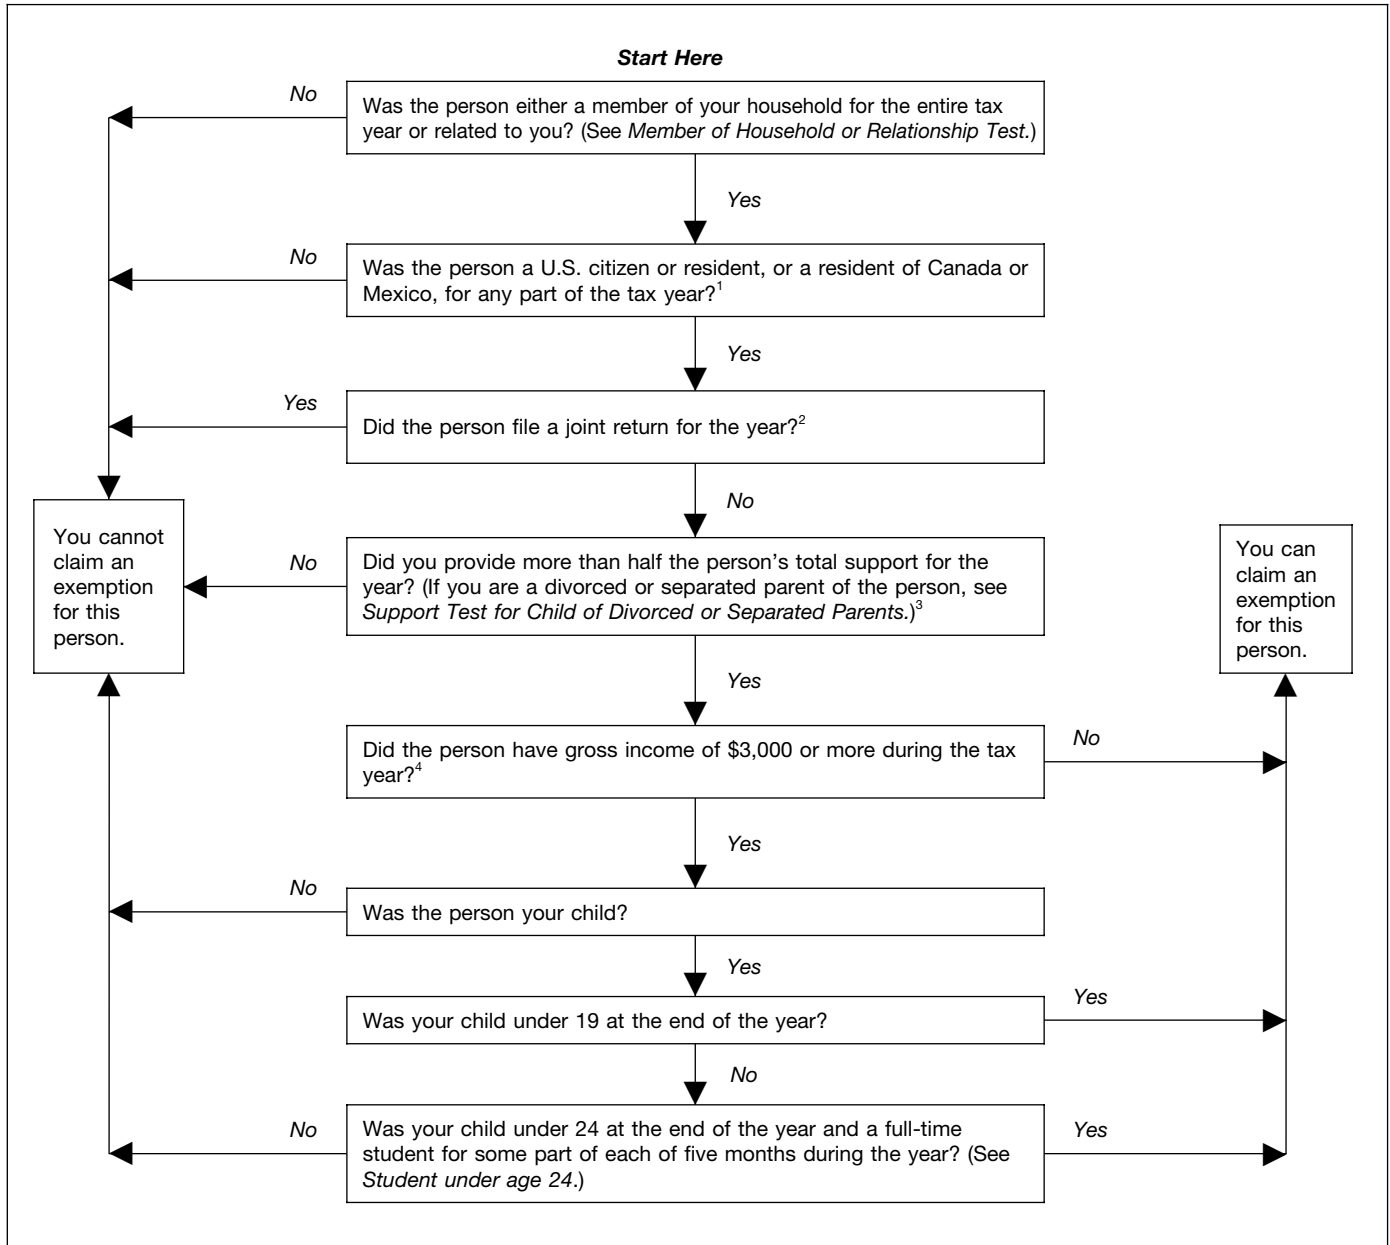 Start Here
No
Was the person either a member of your household for the entire tax
year or related to you? (See Member of Household or Relationship Test.)
Yes
No
Was the person a U.S. citizen or resident, or a resident of Canada or
Mexico, for any part of the tax year?1
Yes
Yes
Did the person file a joint return for the year?2
No
You cannot
claim an
exemption
for this
person.
No
Did you provide more than half the person's total support for the
year? (If you are a divorced or separated parent of the person, see
Support Test for Child of Divorced or Separated Parents.)3
You can
claim an
exemption
for this
person.
Yes
Did the person have gross income of $3,000 or more during the tax
year?4
No
Yes
No
Was the person your child?
Yes
Was your child under 19 at the end of the year?
Yes
No
No
Was your child under 24 at the end of the year and a full-time
student for some part of each of five months during the year? (See
Student under age 24.)
Yes